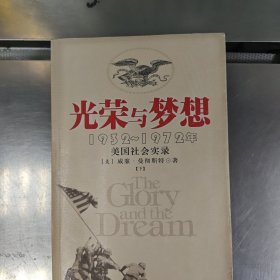 光荣与梦想
1932~1972年
美国社会实录
[美] 威廉·曼彻斯特◎著
[下]
The
Glory
and the
Dream